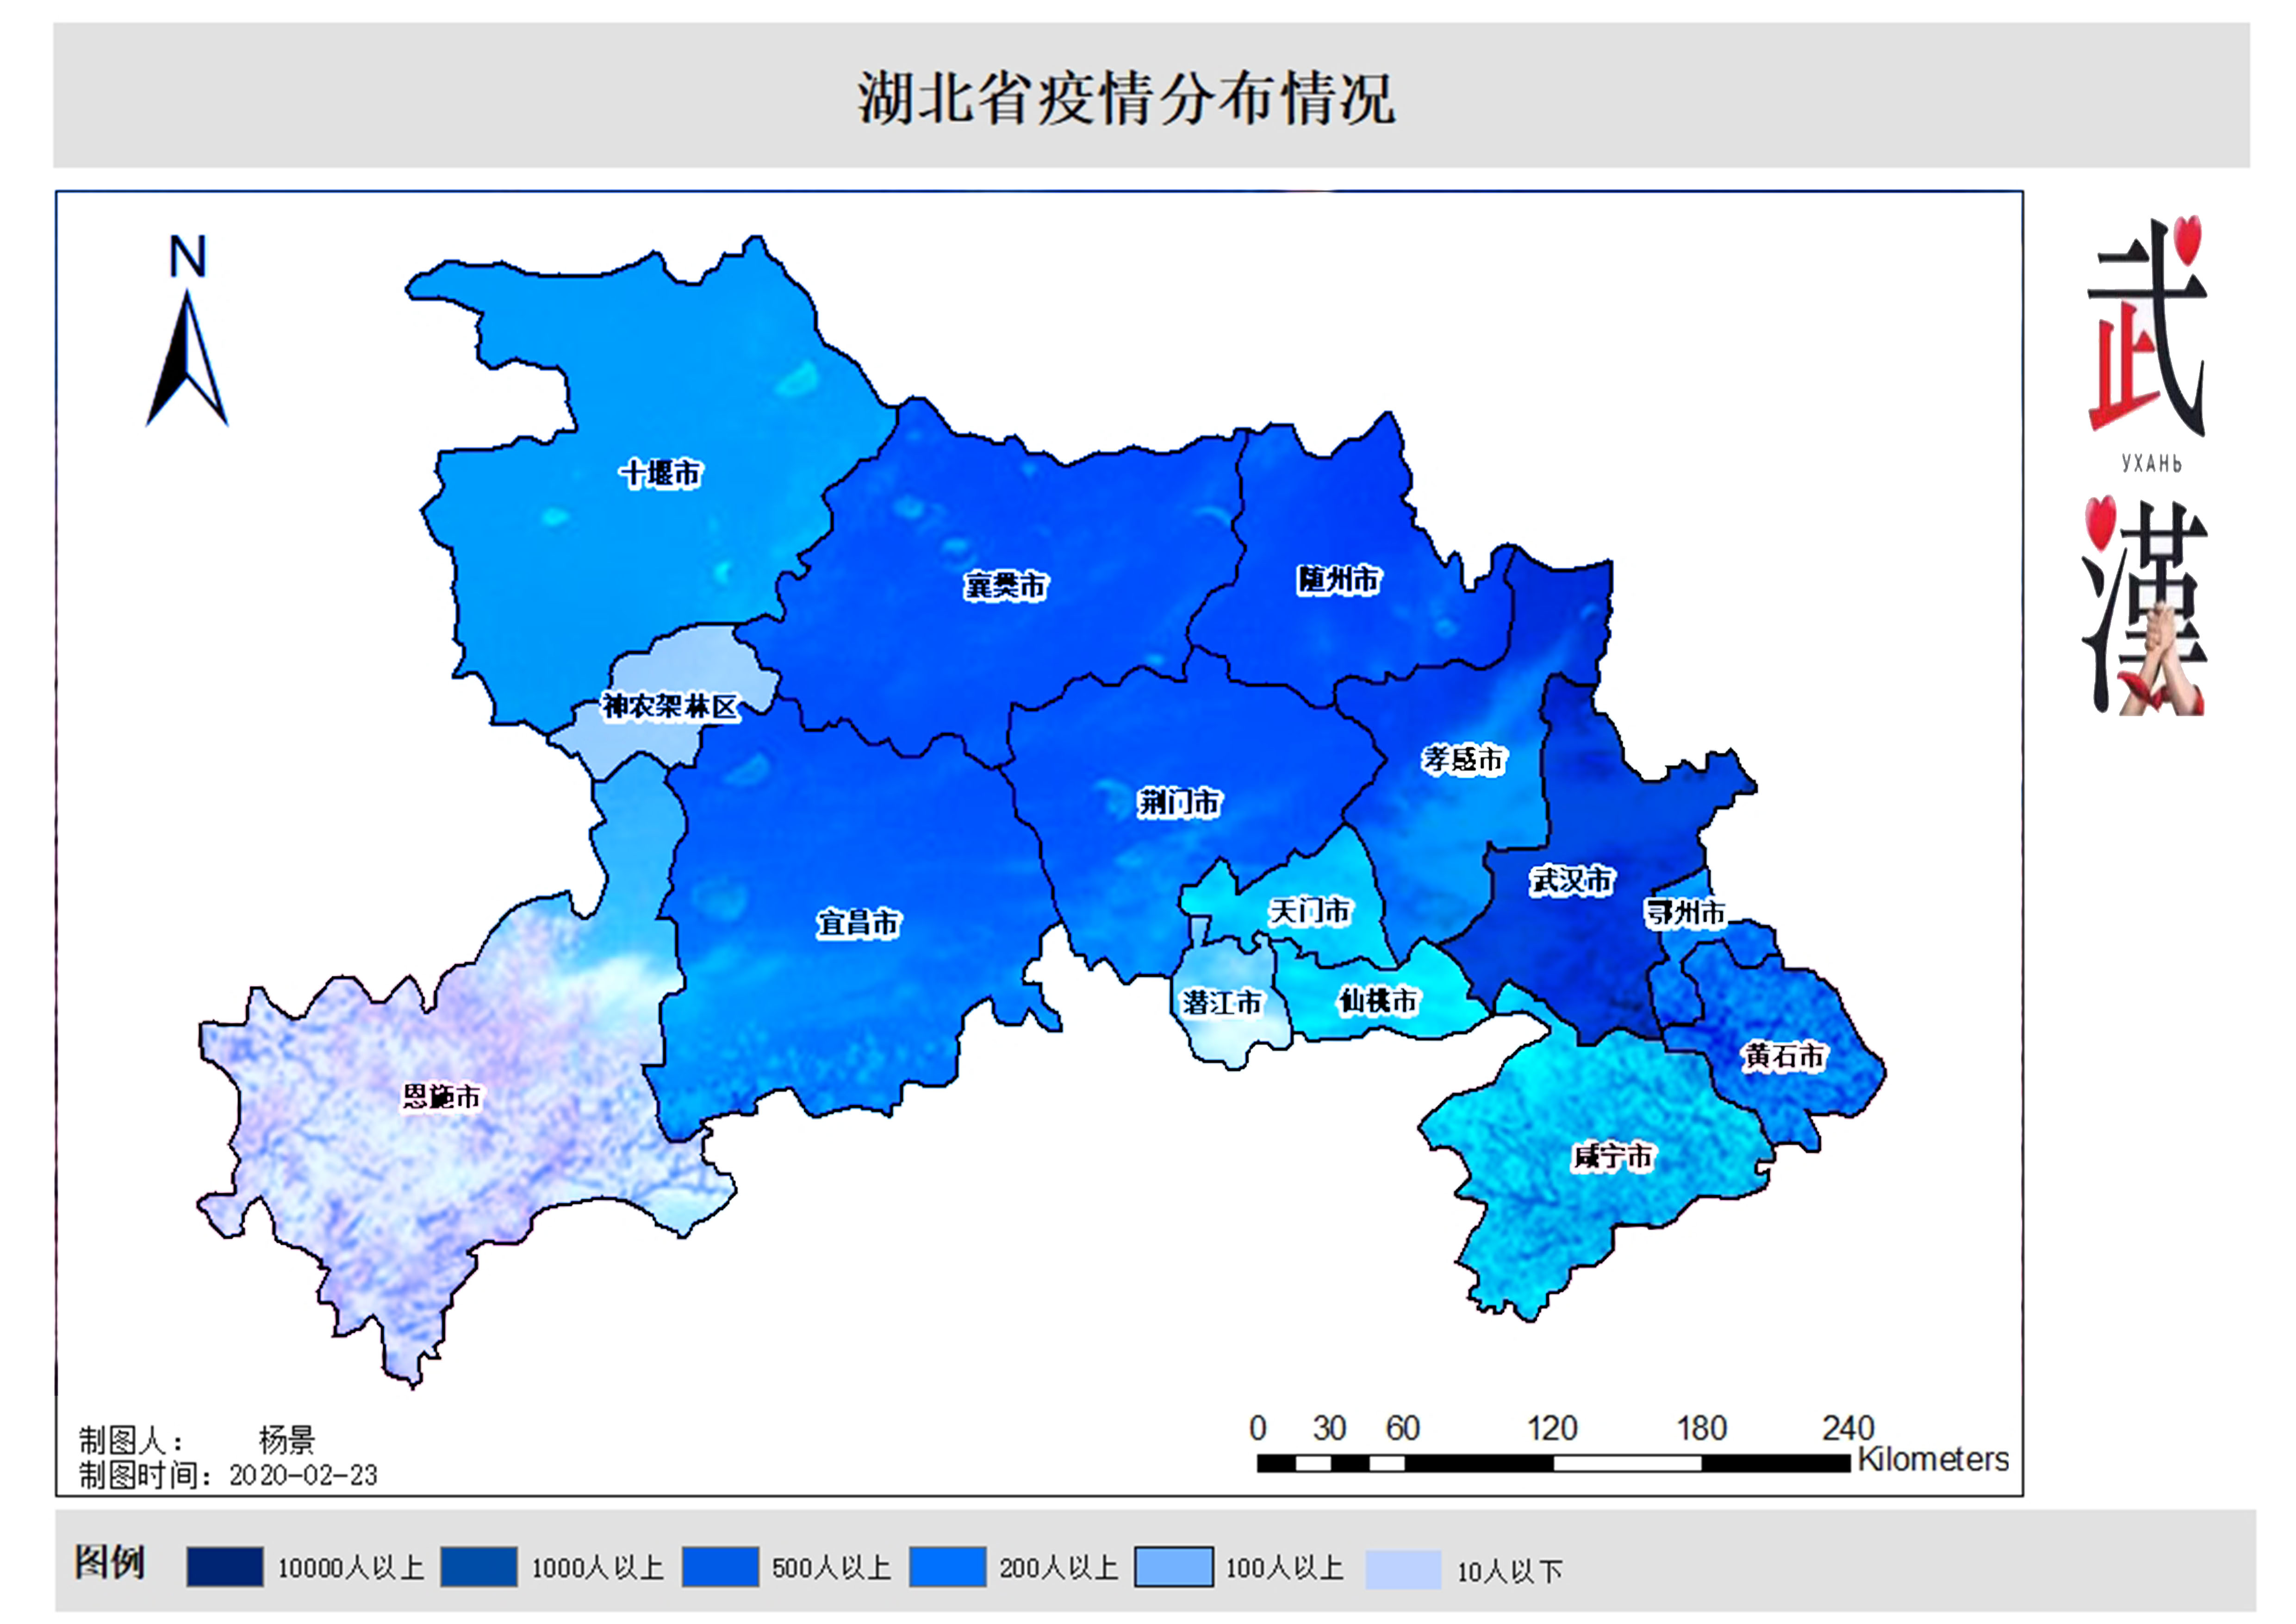 湖北省疫情分布情况
N
武
УХАНЬ
漢
十堰市
襄樊市
随州市
神农架林区
孝感市
荆门市
武汉市
天门市
鄂州市
宜昌市
潜江市
仙桃市
黄石市
恩施市
咸宁市
制图人： 杨景
制图时间：2020-02-23
0 30 60 120 180 240
Kilometers
图例 10000人以上 1000人以上 500人以上 200人以上 100人以上 10人以下